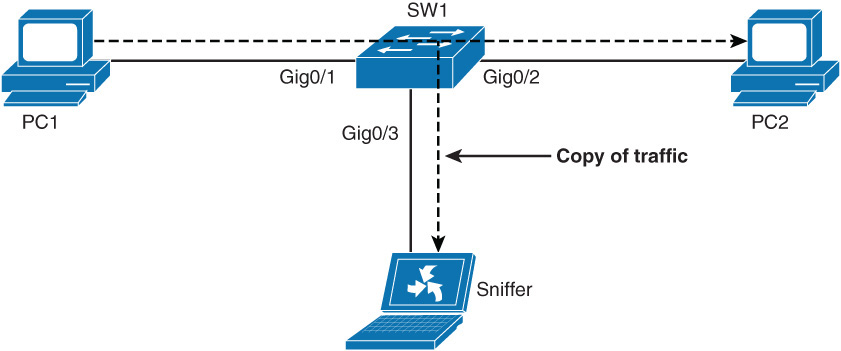 SW1
Gig0/1
Gig0/2
PC1
PC2
Gig0/3
Copy of traffic
Sniffer